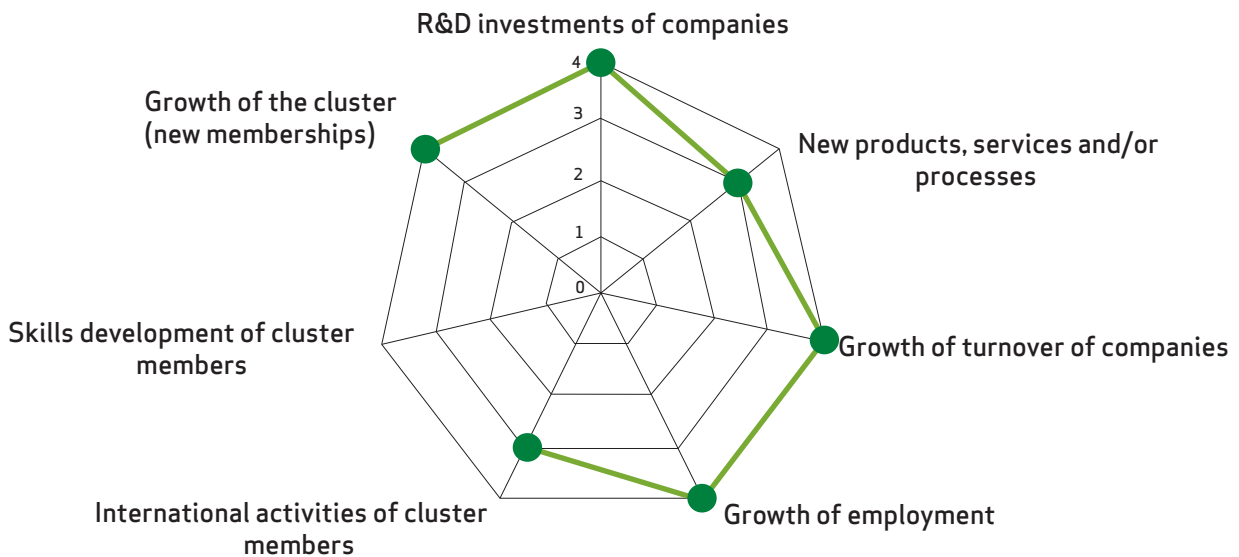 R&D investments of companies
4
3
2
1
0
New products, services and/or
processes
Growth of turnover of companies
Growth of employment
International activities of cluster
members
Skills development of cluster
members
Growth of the cluster
(new memberships)